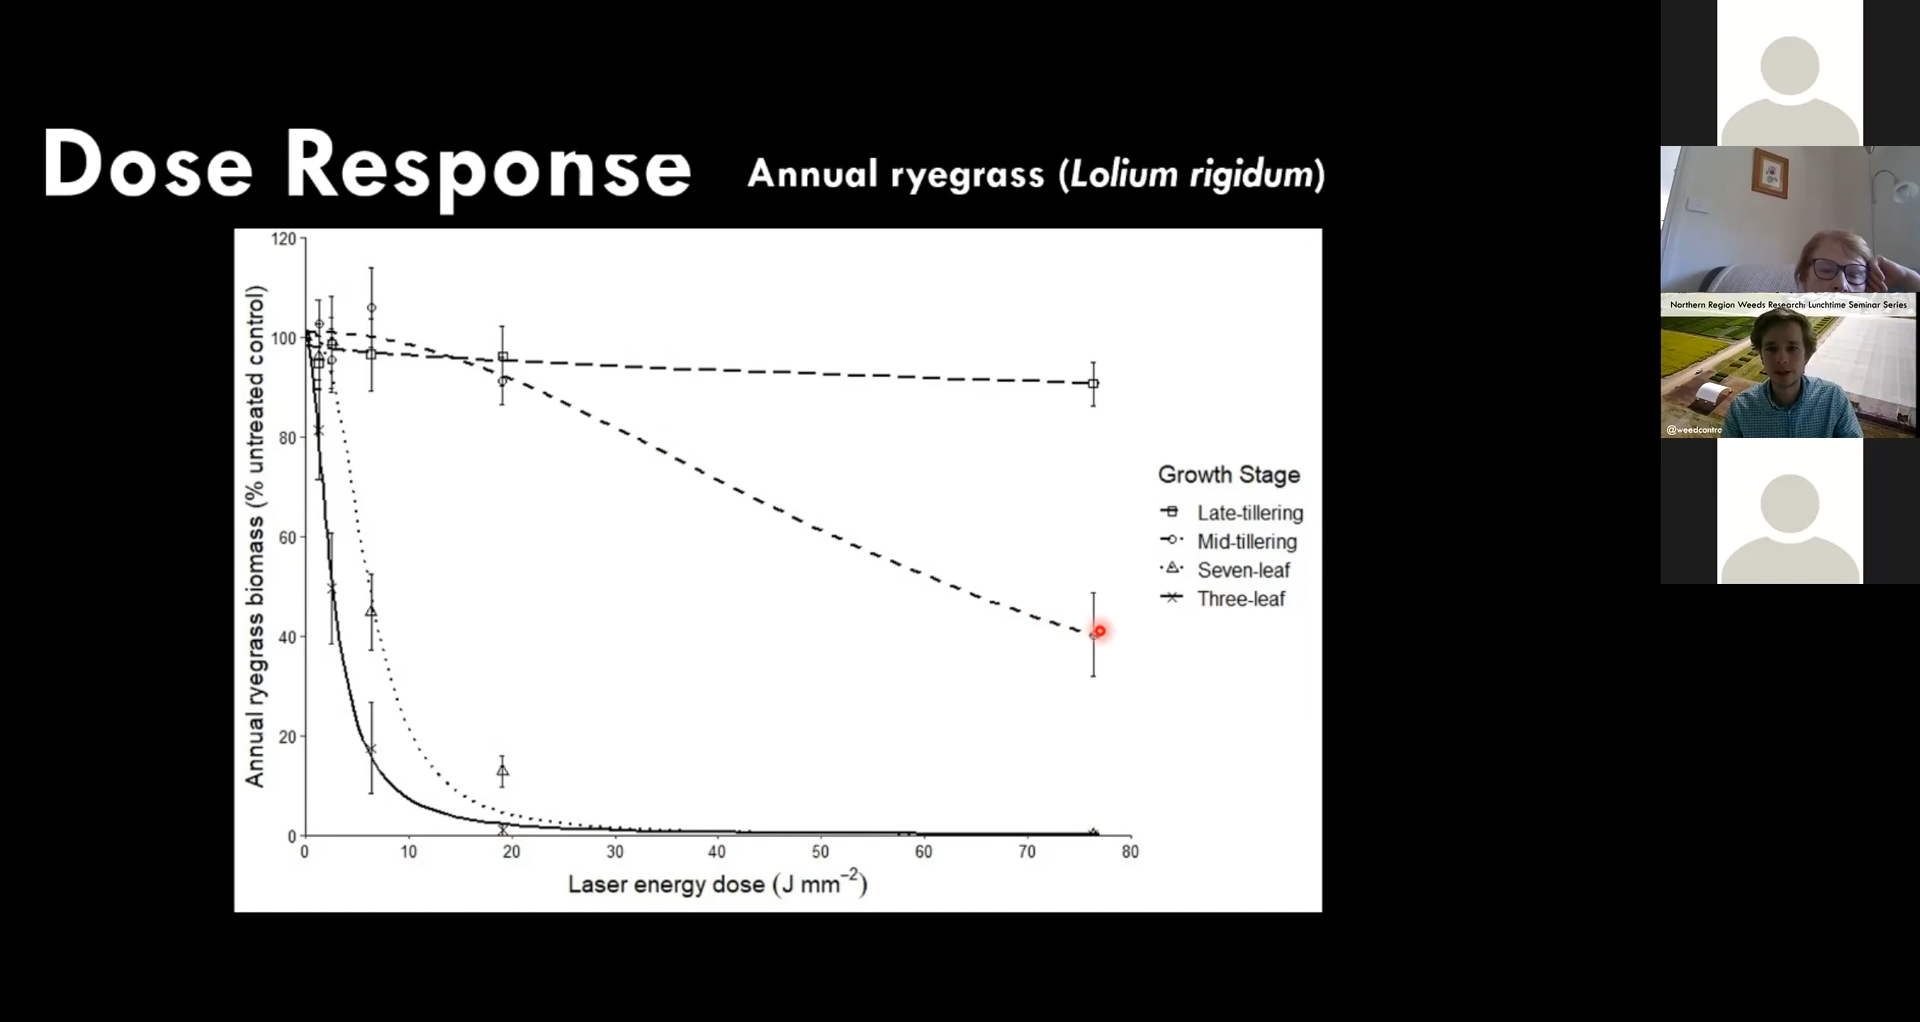 Dose Response
Annual ryegrass (Lolium rigidum)
Annual ryegrass biomass (% untreated control)
120
100
80
60
40
20
0
0 10 20 30 40 50 60 70 80
Laser energy dose (J mm⁻²)
Growth Stage
Late-tillering
Mid-tillering
Seven-leaf
Three-leaf
Northern Region Weeds Research: Lunchtime Seminar Series
@weedcontro